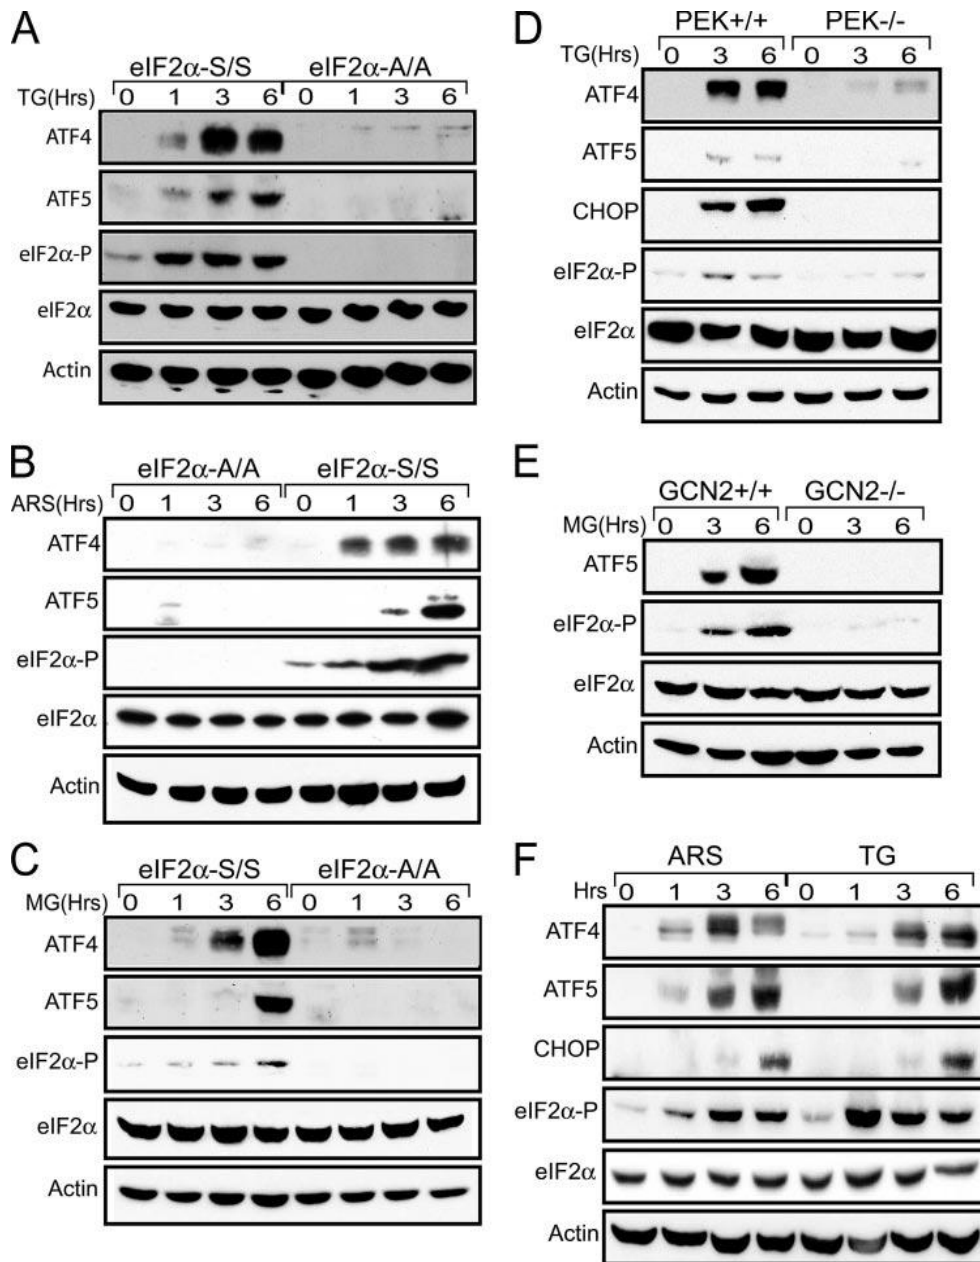 A
eIF2α-S/S eIF2α-A/A
TG(Hrs) 0 1 3 6 0 1 3 6
ATF4
ATF5
eIF2α-P
eIF2α
Actin
B
eIF2α-A/A eIF2α-S/S
ARS(Hrs) 0 1 3 6 0 1 3 6
ATF4
ATF5
eIF2α-P
eIF2α
Actin
C
eIF2α-S/S eIF2α-A/A
MG(Hrs) 0 1 3 6 0 1 3 6
ATF4
ATF5
eIF2α-P
eIF2α
Actin
D
PEK+/+ PEK-/-
TG(Hrs) 0 3 6 0 3 6
ATF4
ATF5
CHOP
eIF2α-P
eIF2α
Actin
E
GCN2+/+ GCN2-/-
MG(Hrs) 0 3 6 0 3 6
ATF5
eIF2α-P
eIF2α
Actin
F
ARS TG
Hrs 0 1 3 6 0 1 3 6
ATF4
ATF5
CHOP
eIF2α-P
eIF2α
Actin